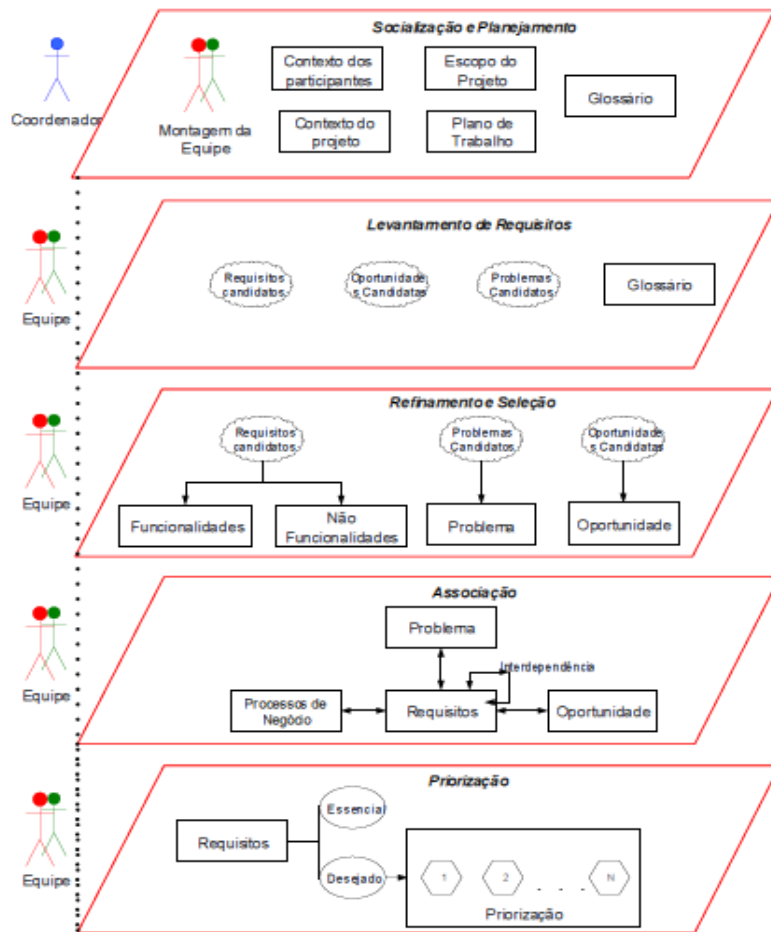 Socialização e Planejamento
Coordenador
Montagem da
Equipe
Contexto dos
participantes
Escopo do
Projeto
Glossário
Contexto do
projeto
Plano de
Trabalho
Levantamento de Requisitos
Equipe
Requisitos
candidatos
Oportunidade
s Candidatas
Problemas
Candidatos
Glossário
Refinamento e Seleção
Equipe
Requisitos
candidatos
Problemas
Candidatos
Oportunidade
s Candidatas
Funcionalidades
Não
Funcionalidades
Problema
Oportunidade
Associação
Equipe
Problema
Interdependência
Processos de
Negócio
Requisitos
Oportunidade
Priorização
Equipe
Requisitos
Essencial
Desejado
1
2
- - -
N
Priorização